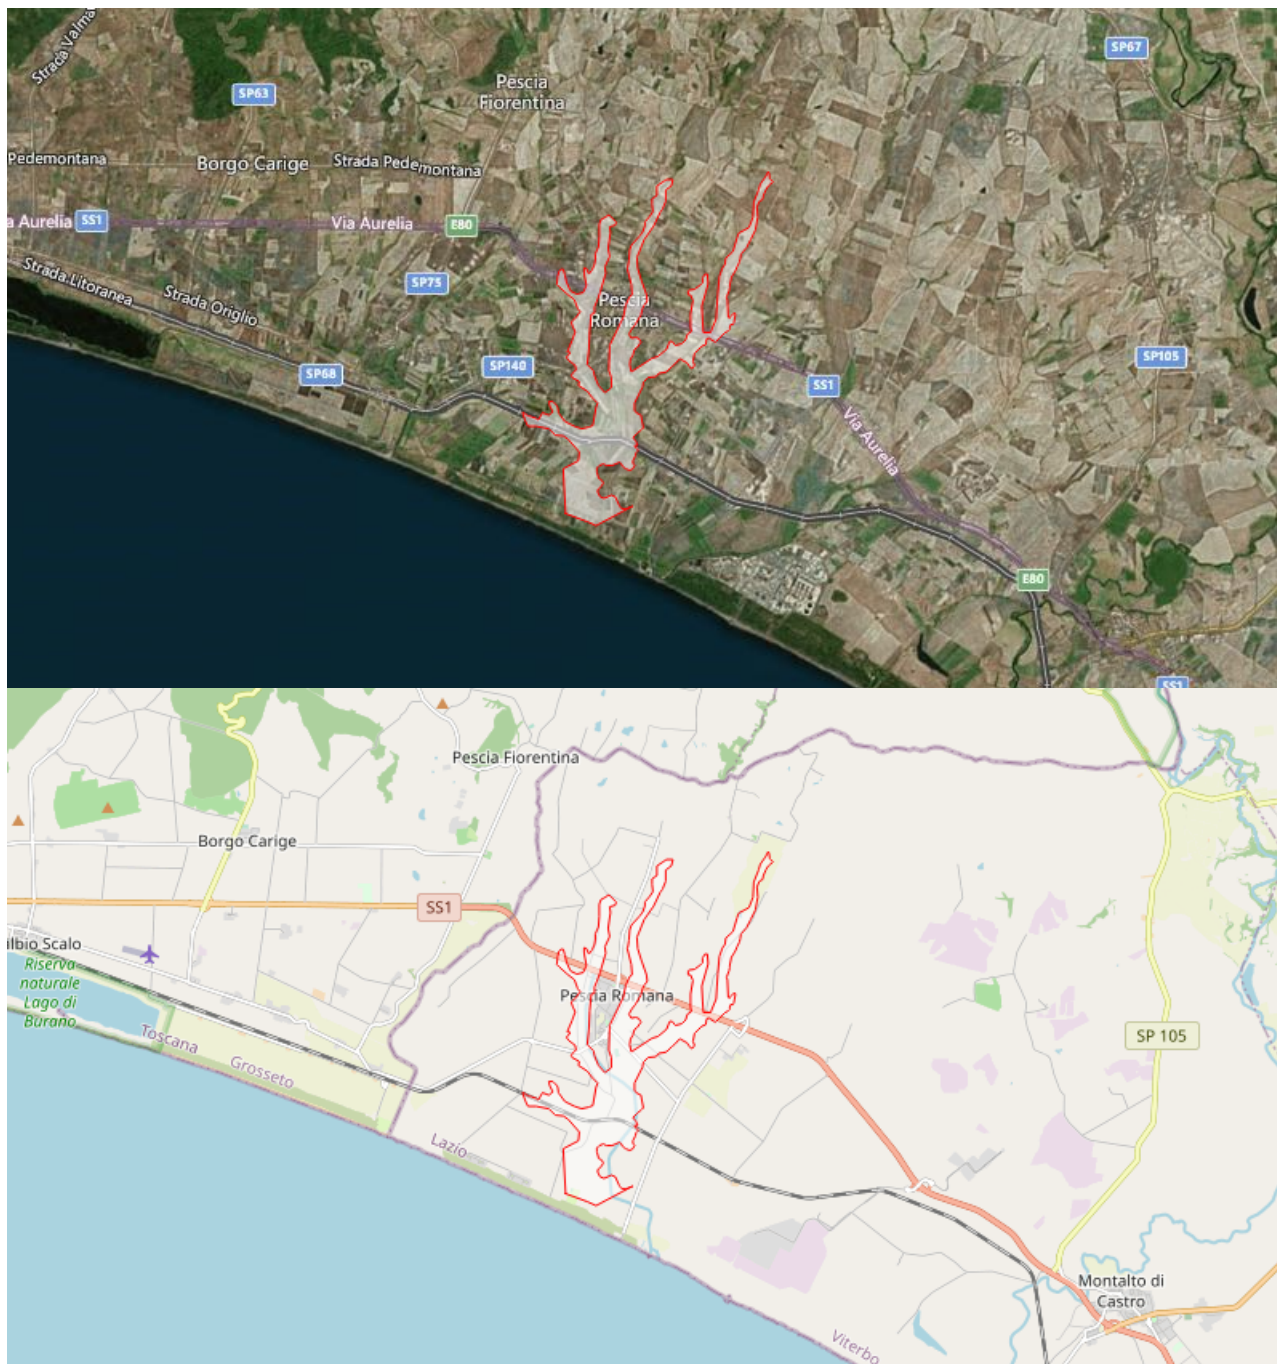 Strada Valma
SP67
SP63
Pescia
Fiorentina
Pedemontana
Borgo Carige
Strada Pedemontana
a Aurelia
SS1
Via Aurelia
E80
Strada Litoranea
Strada Origlio
SP75
Pescia
Romana
SP68
SP140
SS1
SP105
Via Aurelia
E80
SS1
Pescia Fiorentina
Borgo Carige
SS1
ilbio Scalo
Riserva
naturale
Lago di
Burano
Toscana
Grosseto
Pescia Romana
SP 105
Lazio
Montalto di
Castro
Viterbo